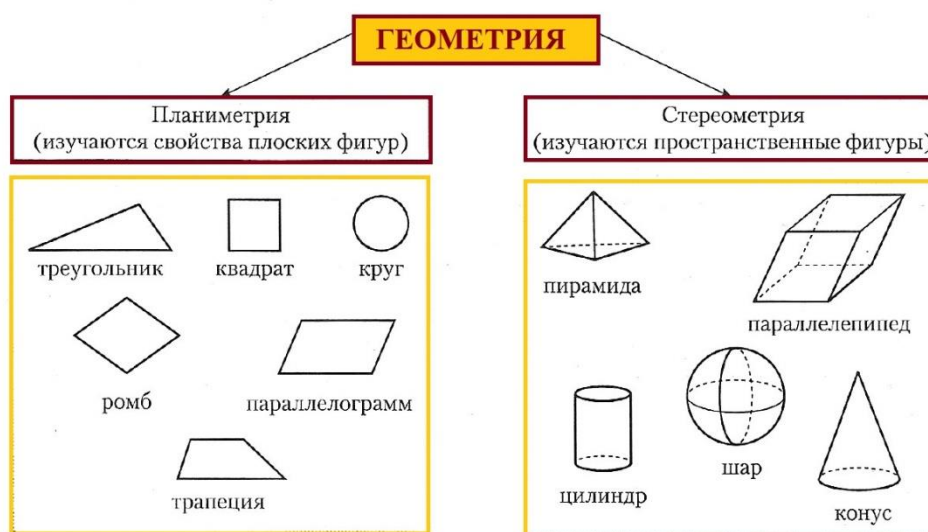 ГЕОМЕТРИЯ
Планиметрия
(изучаются свойства плоских фигур)
треугольник
квадрат
круг
ромб
параллелограмм
трапеция
Стереометрия
(изучаются пространственные фигуры)
пирамида
параллелепипед
цилиндр
шар
конус